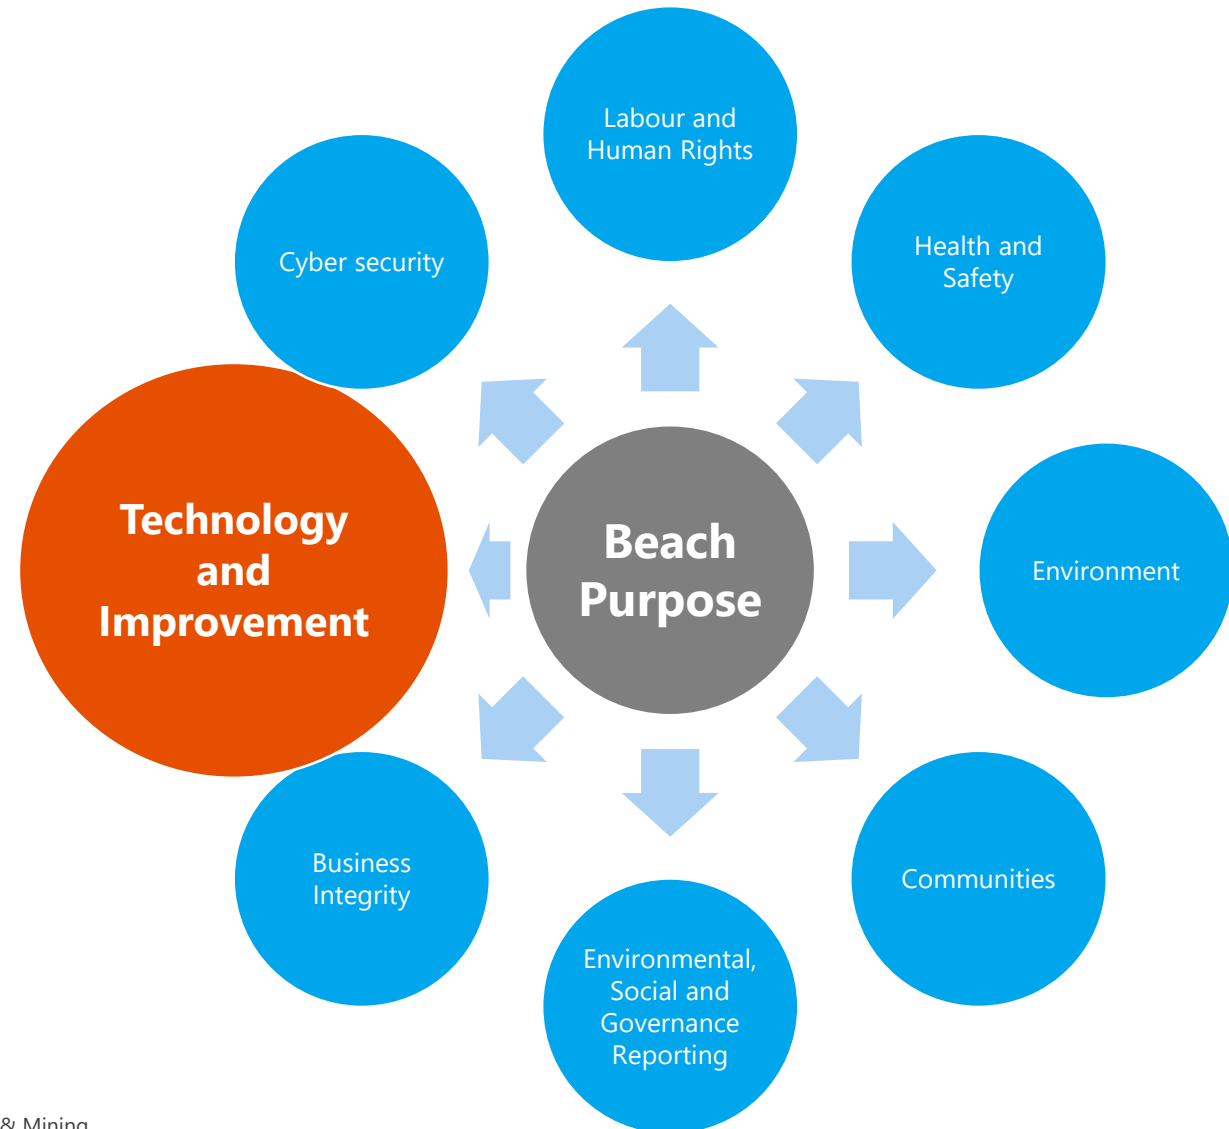 Labour and
Human Rights
Health and
Safety
Cyber security
Technology
and
Improvement
Beach
Purpose
Environment
Business
Integrity
Communities
Environmental,
Social and
Governance
Reporting
& Mining